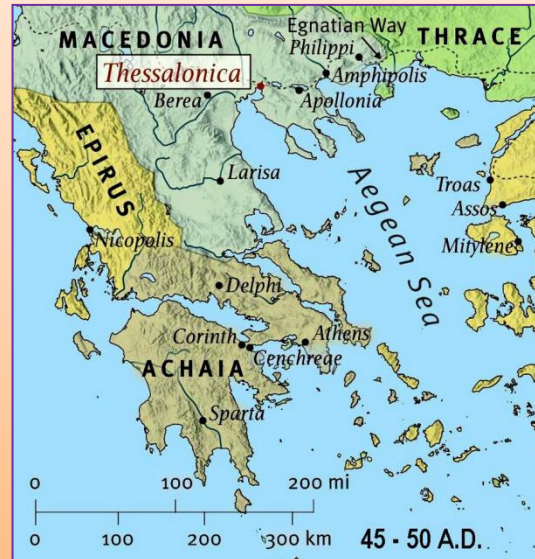 MACEDONIA
Egnatian Way
THRACE
Philippi
Thessalonica
Amphipolis
Berea
Apollonia
EPIRUS
Larisa
Aegean Sea
Troas
Assos
Mitylene
Nicopolis
Delphi
Corinth
Athens
Cenchreae
ACHAIA
Sparta
0 100 200 mi
0 100 200 300 km
45 - 50 A.D.